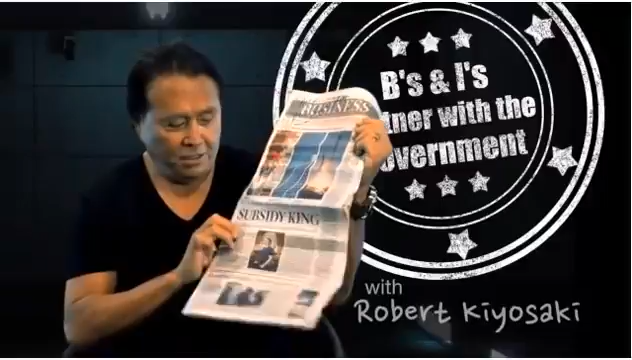 B's & I's
tner with the
overnment
BUSINESS
SUBSIDY KING
with
Robert Kiyosaki